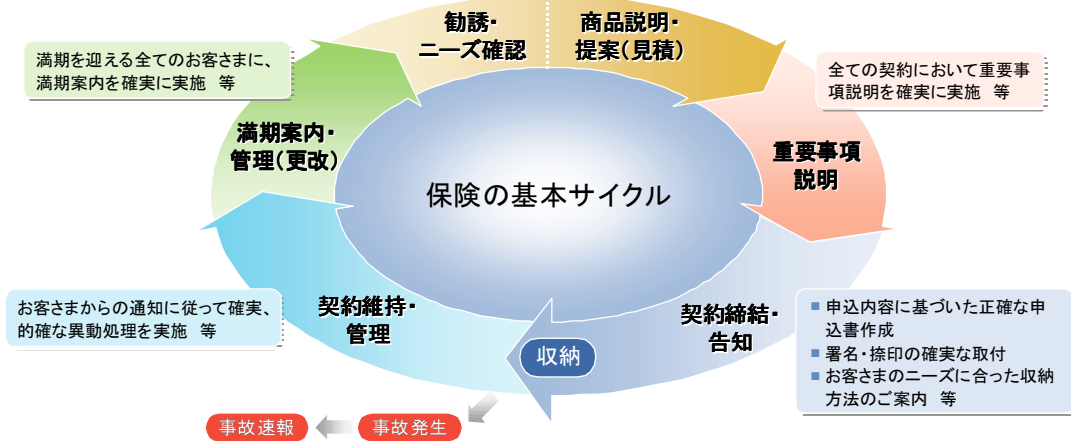 勧誘・
ニーズ確認
商品説明・
提案(見積)
満期を迎える全てのお客さまに、
満期案内を確実に実施 等
全ての契約において重要事
項説明を確実に実施 等
満期案内・
管理(更改)
重要事項
説明
保険の基本サイクル
お客さまからの通知に従って確実、
的確な異動処理を実施 等
契約維持・
管理
収納
契約締結・
告知
■ 申込内容に基づいた正確な申
込書作成
■ 署名・捺印の確実な取付
■ お客さまのニーズに合った収納
方法のご案内 等
事故速報
事故発生